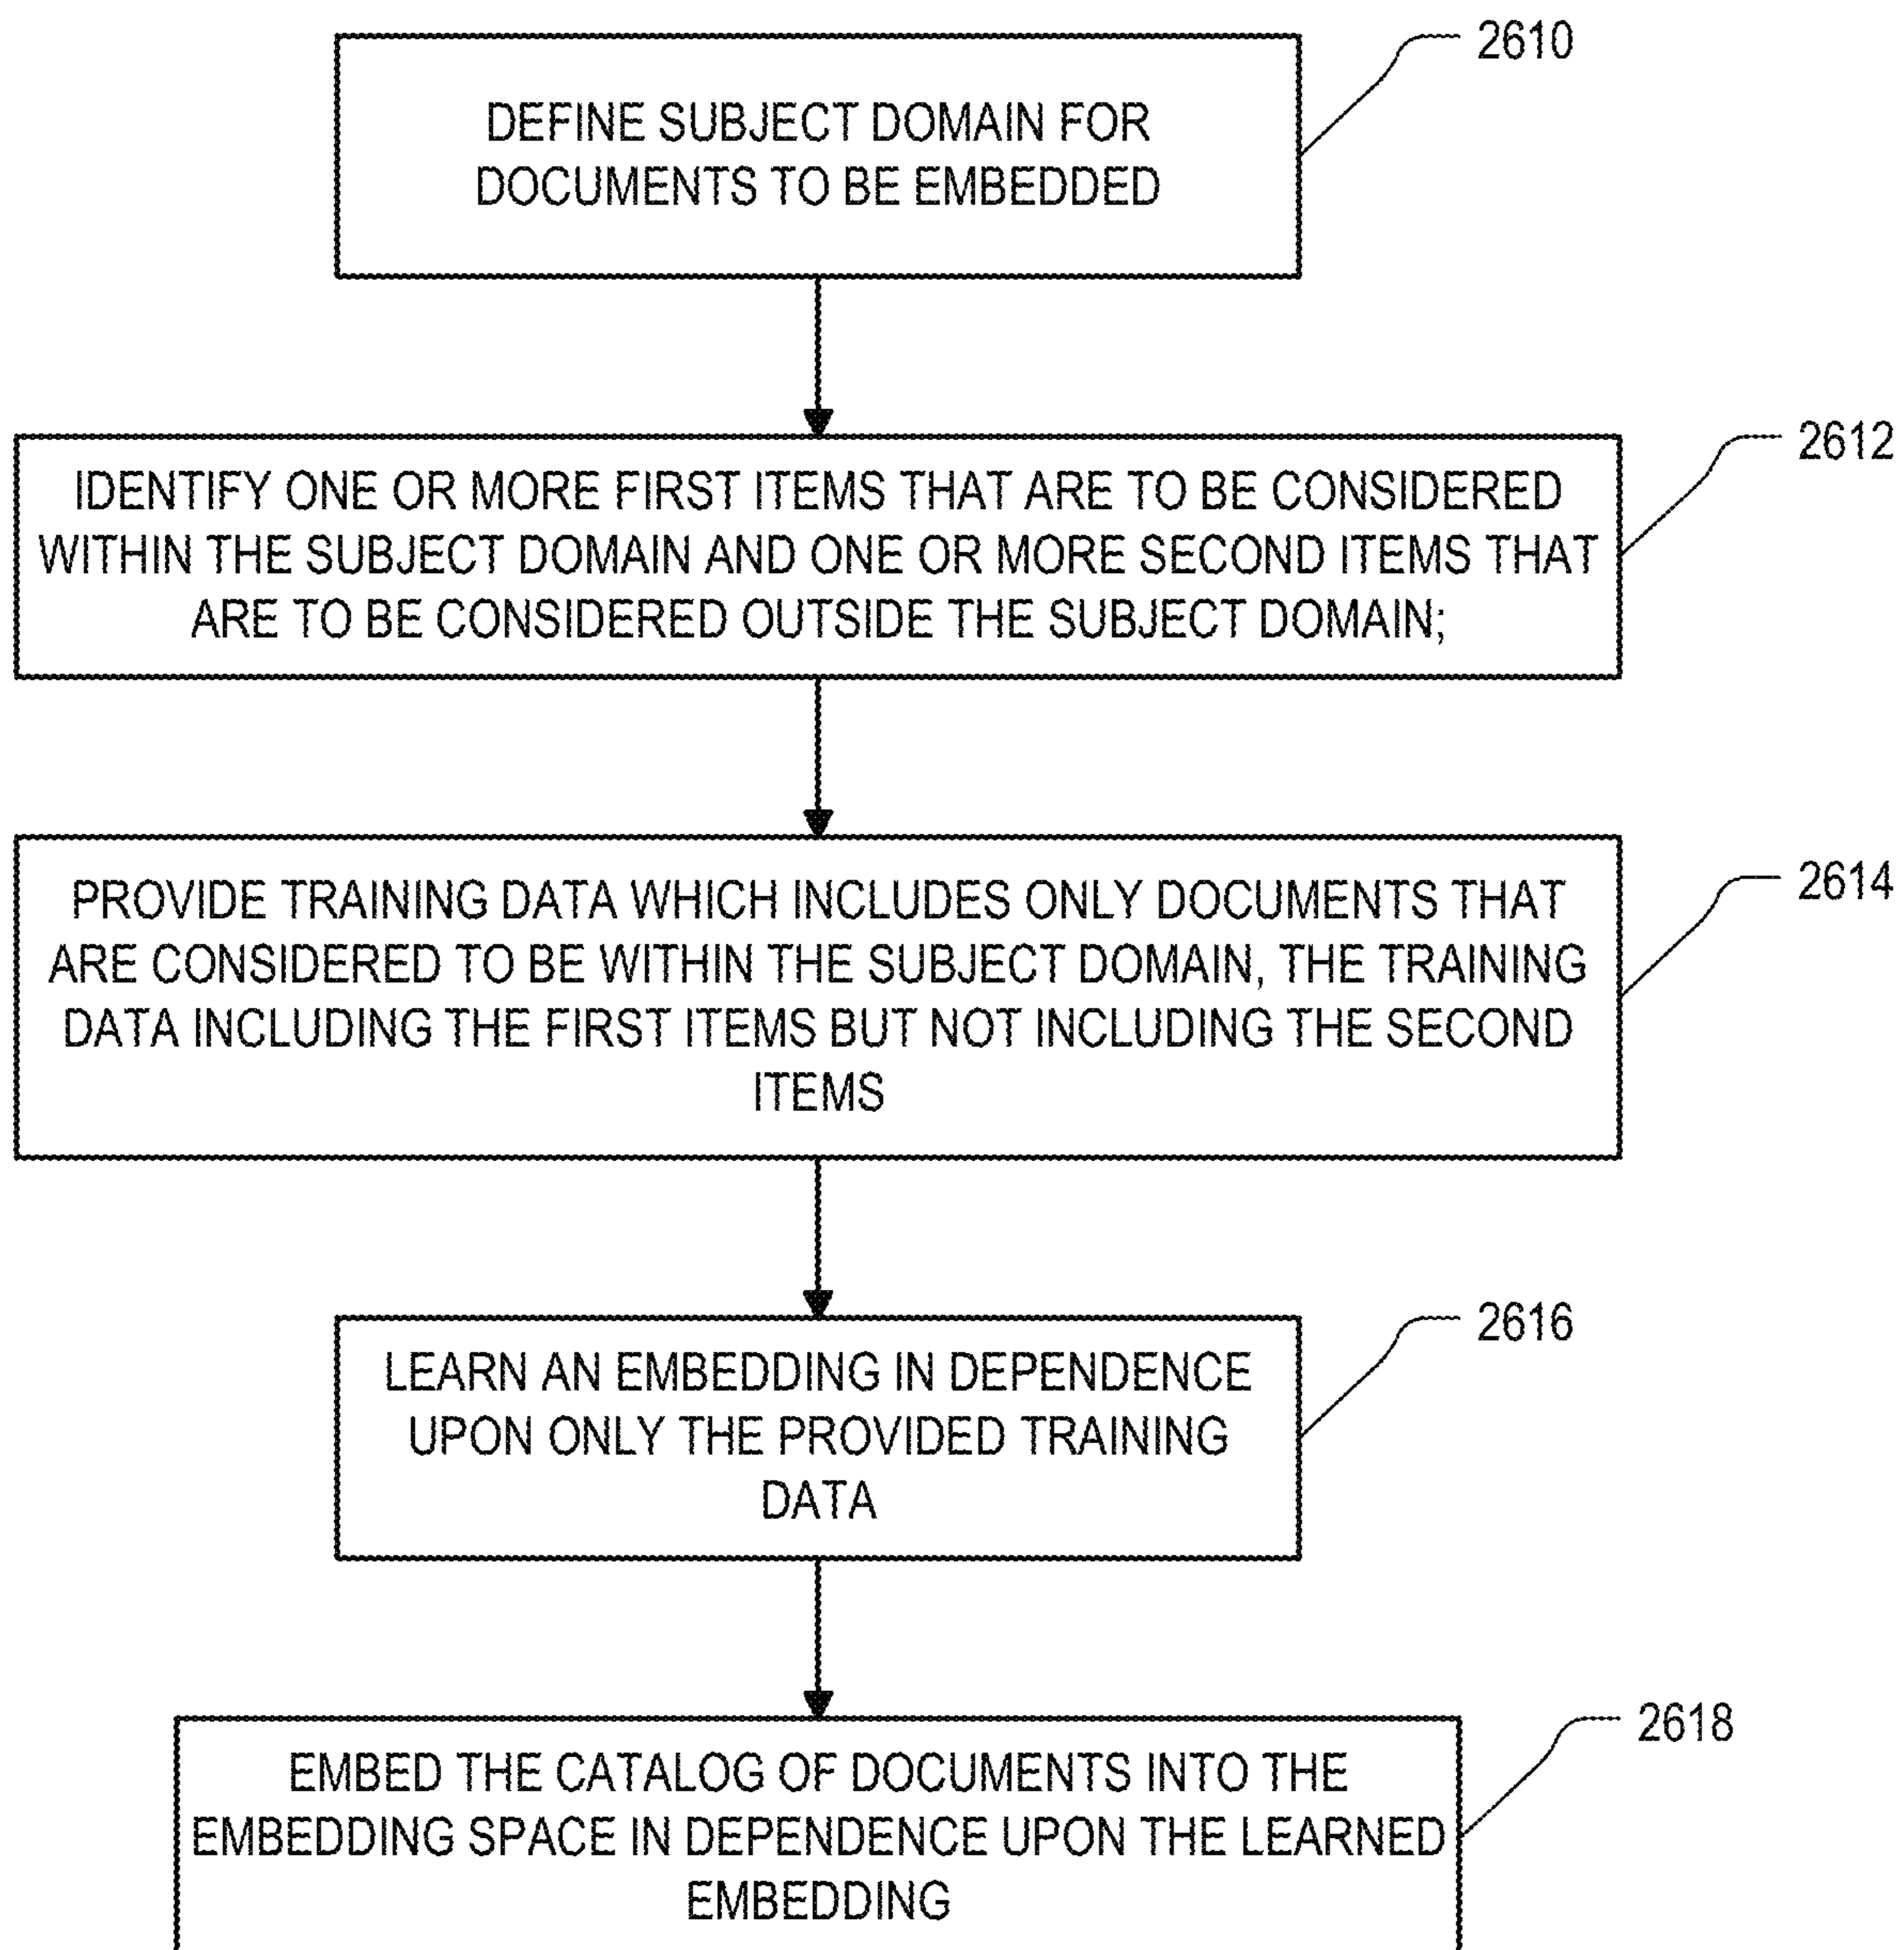 2610
DEFINE SUBJECT DOMAIN FOR
DOCUMENTS TO BE EMBEDDED
2612
IDENTIFY ONE OR MORE FIRST ITEMS THAT ARE TO BE CONSIDERED
WITHIN THE SUBJECT DOMAIN AND ONE OR MORE SECOND ITEMS THAT
ARE TO BE CONSIDERED OUTSIDE THE SUBJECT DOMAIN;
2614
PROVIDE TRAINING DATA WHICH INCLUDES ONLY DOCUMENTS THAT
ARE CONSIDERED TO BE WITHIN THE SUBJECT DOMAIN, THE TRAINING
DATA INCLUDING THE FIRST ITEMS BUT NOT INCLUDING THE SECOND
ITEMS
2616
LEARN AN EMBEDDING IN DEPENDENCE
UPON ONLY THE PROVIDED TRAINING
DATA
2618
EMBED THE CATALOG OF DOCUMENTS INTO THE
EMBEDDING SPACE IN DEPENDENCE UPON THE LEARNED
EMBEDDING